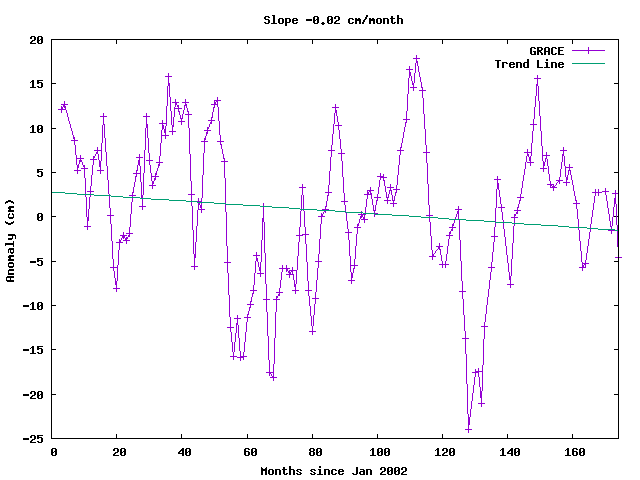 Slope -0.02 cm/month
GRACE
Trend Line
20
15
10
5
0
-5
-10
-15
-20
-25
Anomaly (cm)
0 20 40 60 80 100 120 140 160
Months since Jan 2002